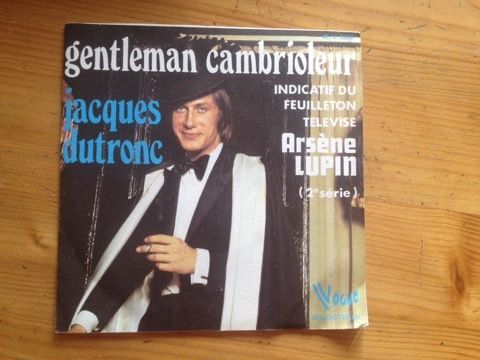 gentleman cambrioleur
INDICATIF DU
FEUILLETON
TELEVISE
jacques
dutronc
Arsène
LUPIN
(2e série)
Vogue